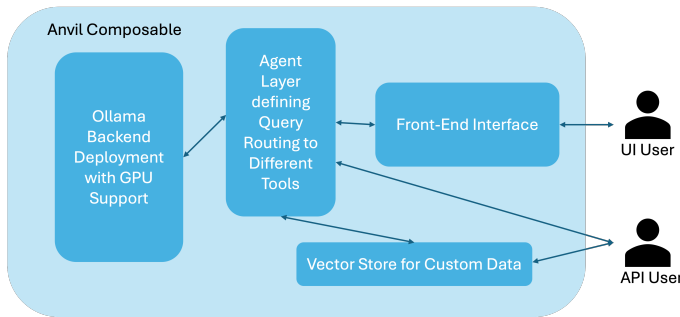 Anvil Composable
Ollama
Backend
Deployment
with GPU
Support
Agent
Layer
defining
Query
Routing to
Different
Tools
Front-End Interface
Vector Store for Custom Data
UI User
API User